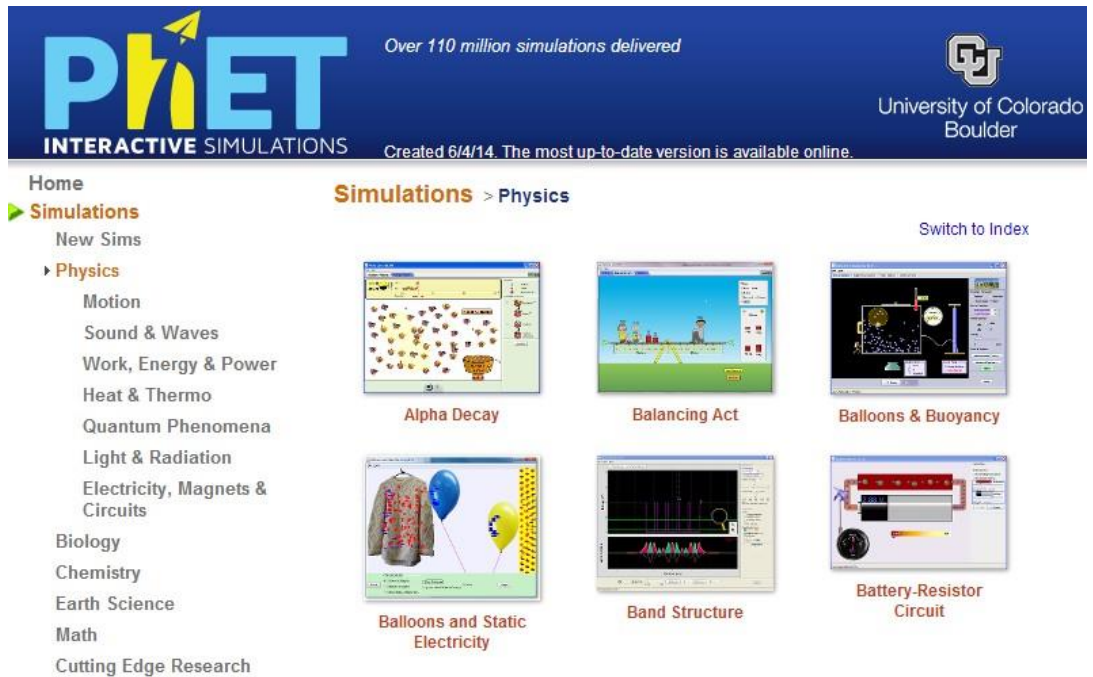 PhET
INTERACTIVE SIMULATIONS
Over 110 million simulations delivered
Created 6/4/14. The most up-to-date version is available online.
CU
University of Colorado
Boulder
Home
Simulations
New Sims
Physics
Motion
Sound & Waves
Work, Energy & Power
Heat & Thermo
Quantum Phenomena
Light & Radiation
Electricity, Magnets &
Circuits
Biology
Chemistry
Earth Science
Math
Cutting Edge Research
Simulations > Physics
Switch to Index
Alpha Decay
Balancing Act
Balloons & Buoyancy
Balloons and Static
Electricity
Band Structure
Battery-Resistor
Circuit